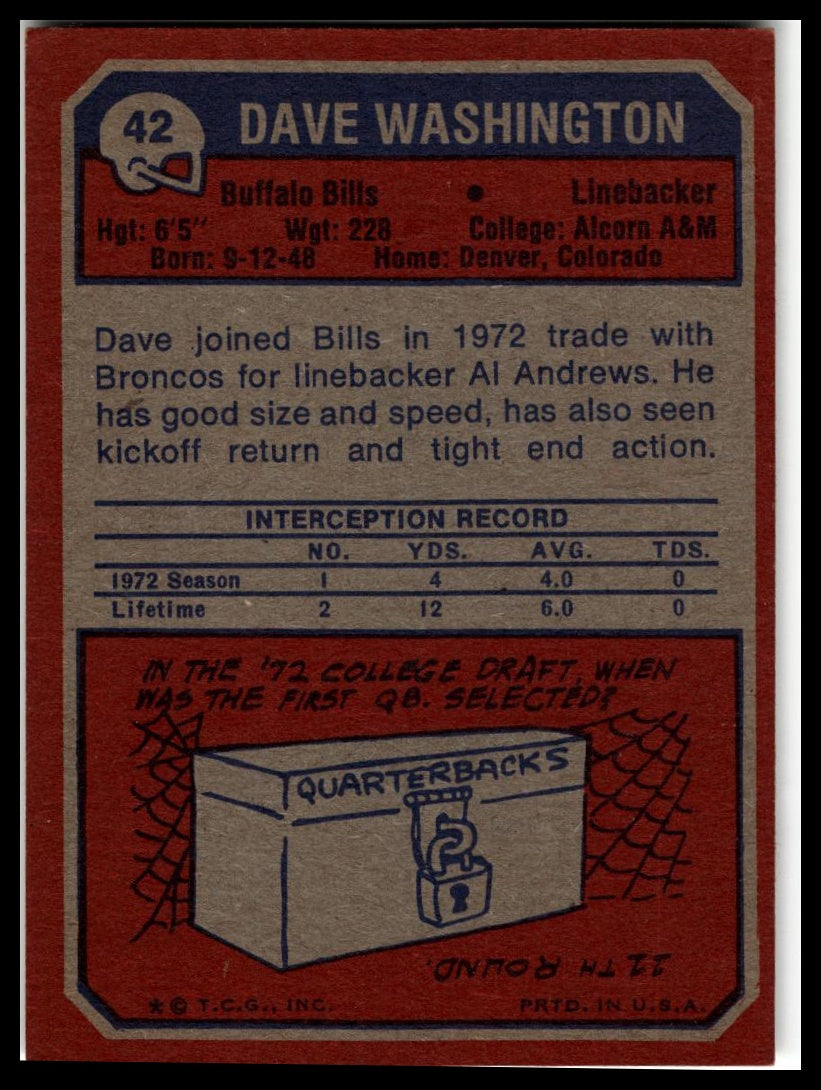 42
DAVE WASHINGTON
Buffalo Bills • Linebacker
Hgt: 6'5" Wgt: 228 College: Alcorn A&M
Born: 9-12-48 Home: Denver, Colorado
Dave joined Bills in 1972 trade with
Broncos for linebacker Al Andrews. He
has good size and speed, has also seen
kickoff return and tight end action.
INTERCEPTION RECORD
NO. YDS. AVG. TDS.
1972 Season 1 4 4.0 0
Lifetime 2 12 6.0 0
IN THE '72 COLLEGE DRAFT, WHEN
WAS THE FIRST QB. SELECTED?
QUARTERBACKS
11TH ROUND.
* © T.C.G., INC. PRTD. IN U.S.A.